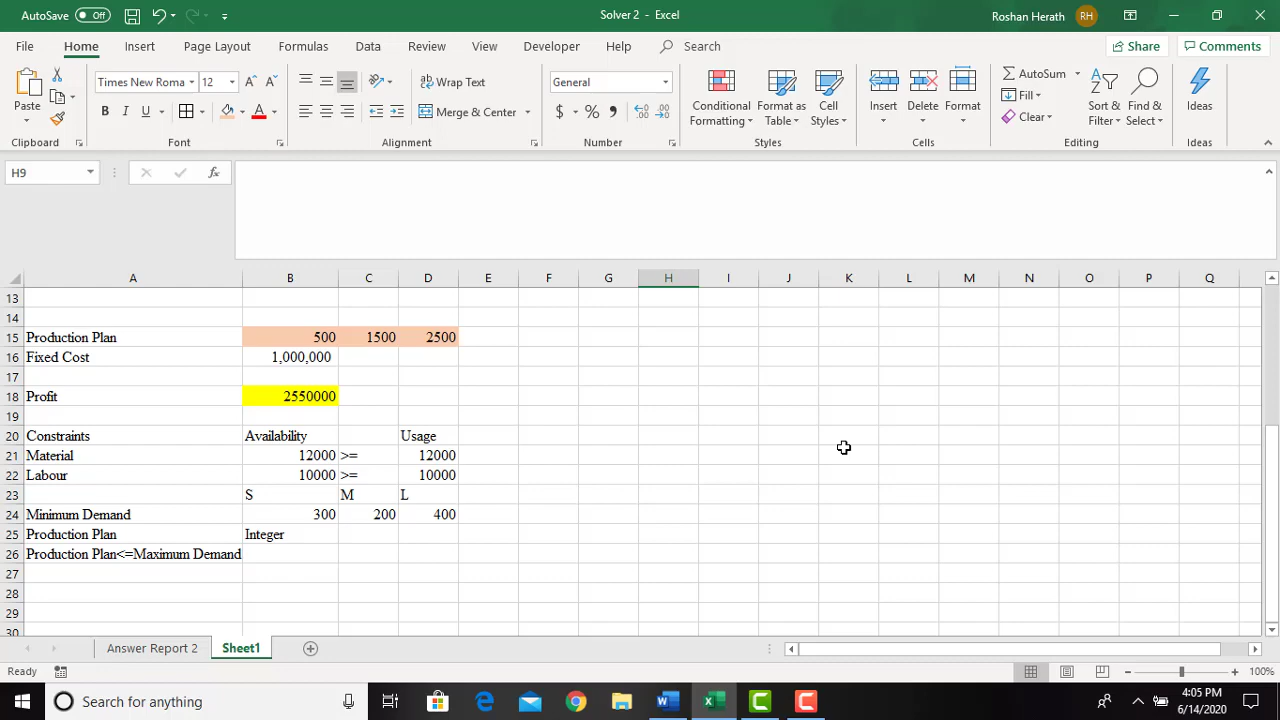 AutoSave Off Solver 2 - Excel Roshan Herath RH
File Home Insert Page Layout Formulas Data Review View Developer Help Search Share Comments
Paste Times New Roma 12 Wrap Text General Conditional Formatting Format as Table Cell Styles Insert Delete Format AutoSum Fill Clear Sort & Filter Find & Select Ideas
B I U Merge & Center $ %
Clipboard Font Alignment Number Styles Cells Editing Ideas
H9 fx
A B C D E F G H I J K L M N O P Q
13
14
15 Production Plan 500 1500 2500
16 Fixed Cost 1,000,000
17
18 Profit 2550000
19
20 Constraints Availability Usage
21 Material 12000 >= 12000
22 Labour 10000 >= 10000
23 S M L
24 Minimum Demand 300 200 400
25 Production Plan Integer
26 Production Plan<=Maximum Demand
27
28
29
30
Answer Report 2 Sheet1
Ready 100%
Search for anything 4:05 PM
6/14/2020